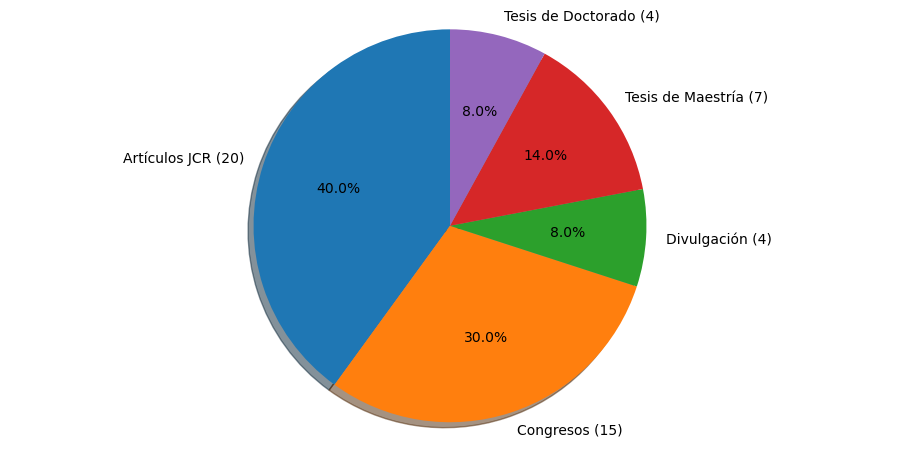 Tesis de Doctorado (4)
Tesis de Maestría (7)
8.0%
14.0%
Artículos JCR (20)
40.0%
8.0%
Divulgación (4)
30.0%
Congresos (15)